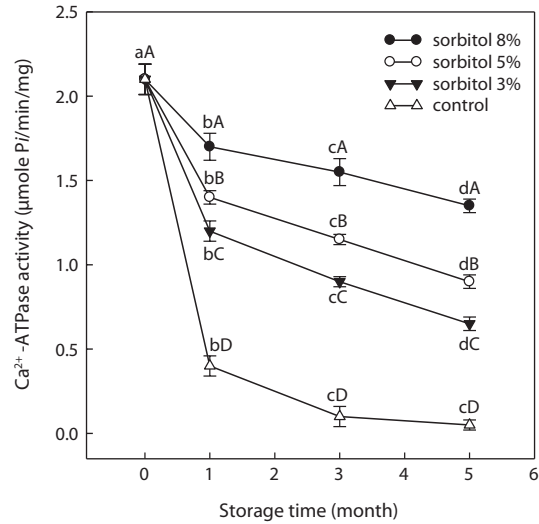 2.5
2.0
1.5
1.0
0.5
0.0
Ca²⁺ -ATPase activity (µmole Pi/min/mg)
sorbitol 8%
sorbitol 5%
sorbitol 3%
control
aA
bA
cA
dA
bB
cB
dB
bC
cC
dC
bD
cD
cD
0 1 2 3 4 5 6
Storage time (month)